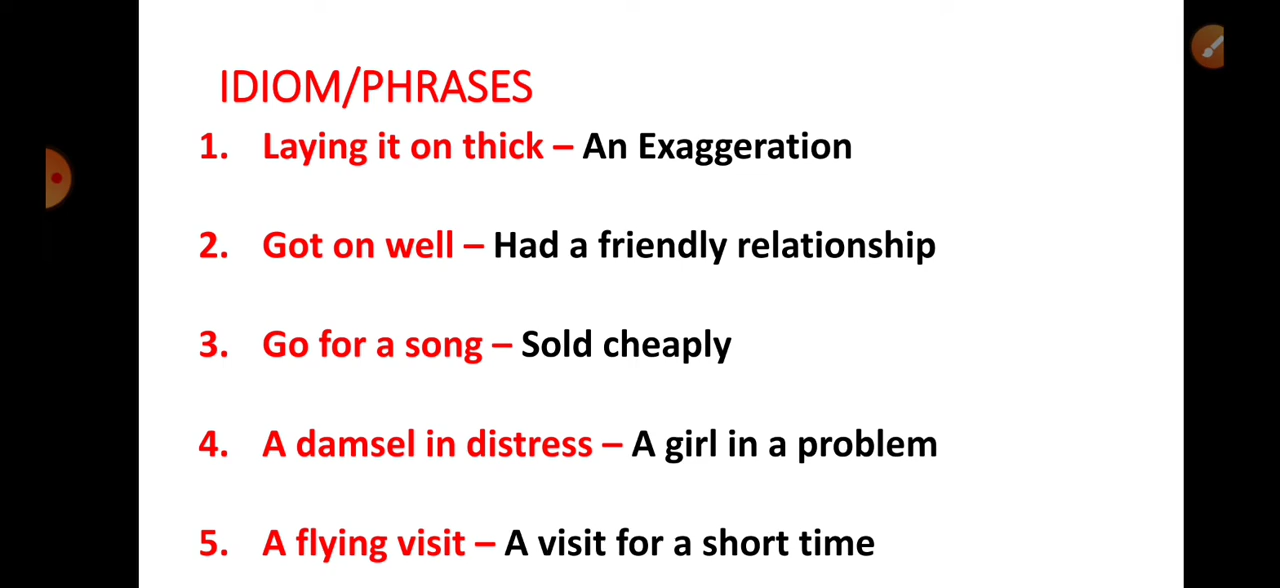 IDIOM/PHRASES
1. Laying it on thick – An Exaggeration
2. Got on well – Had a friendly relationship
3. Go for a song – Sold cheaply
4. A damsel in distress – A girl in a problem
5. A flying visit – A visit for a short time